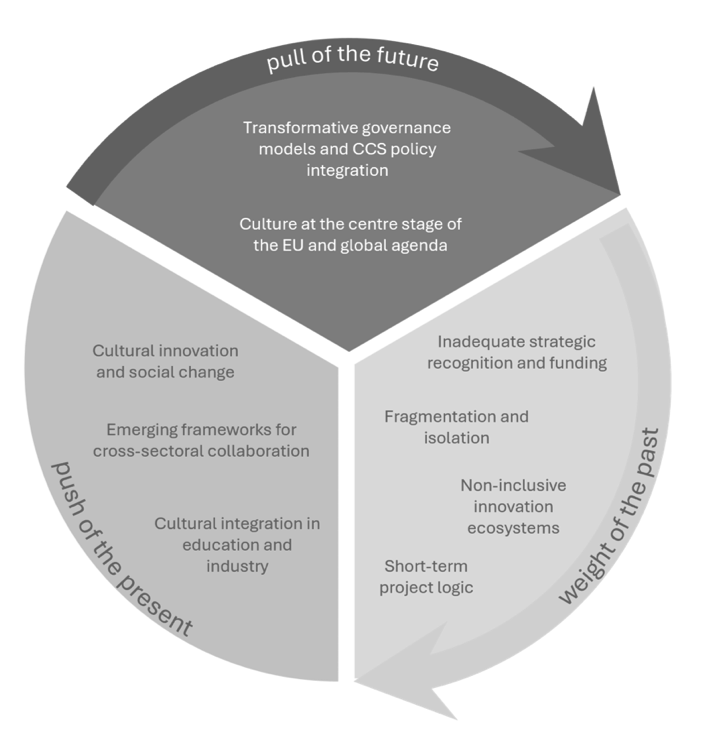 pull of the future
Transformative governance
models and CCS policy
integration
Culture at the centre stage of
the EU and global agenda
Inadequate strategic
recognition and funding
Fragmentation and
isolation
Non-inclusive
innovation
ecosystems
Short-term
project logic
weight of the past
Cultural innovation
and social change
Emerging frameworks for
cross-sectoral collaboration
Cultural integration in
education and
industry
push of the present